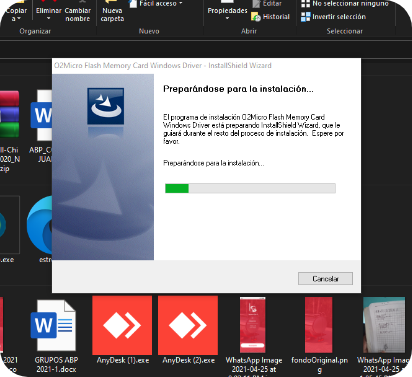 Copiar
a
Eliminar
Cambiar
nombre
Nueva
carpeta
Fácil acceso
Propiedades
Editar
Historial
No seleccionar ninguno
Invertir selección
Organizar
Nuevo
Abrir
Seleccionar
O2Micro Flash Memory Card Windows Driver - InstallShield Wizard
Preparándose para la instalación...
El programa de instalación O2Micro Flash Memory Card
Windows Driver está preparando InstallShield Wizard, que le
guiará durante el resto del proceso de instalación. Espere por
favor.
Preparándose para la instalación...
Cancelar
ll-Chi
020_N
zip
ABP_C
JUA
.exe
estr
2021
co
GRUPOS ABP
2021-1.docx
AnyDesk (1).exe
AnyDesk (2).exe
WhatsApp Image
2021-04-25 at
fondoOriginal.pn
g
WhatsApp Image
2021-04-25 at